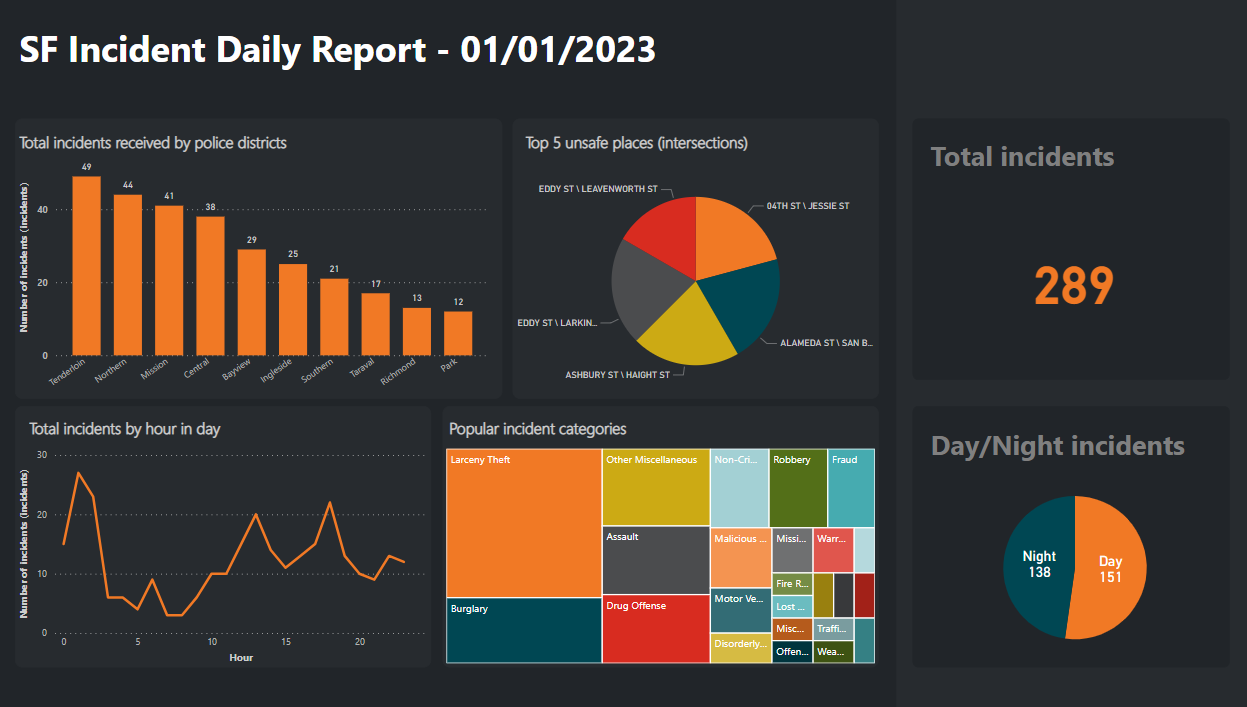 SF Incident Daily Report - 01/01/2023
Total incidents received by police districts
Number of incidents (Incidents)
40
20
0
49
44
41
38
29
25
21
17
13
12
Tenderloin
Northern
Mission
Central
Bayview
Ingleside
Southern
Taraval
Richmond
Park
Top 5 unsafe places (intersections)
EDDY ST \ LEAVENWORTH ST
04TH ST \ JESSIE ST
EDDY ST \ LARKIN...
ALAMEDA ST \ SAN B...
ASHBURY ST \ HAIGHT ST
Total incidents
289
Total incidents by hour in day
Number of incidents (Incidents)
30
20
10
0
0
5
10
15
20
Hour
Popular incident categories
Larceny Theft
Burglary
Other Miscellaneous
Assault
Drug Offense
Non-Cri...
Robbery
Fraud
Malicious ...
Motor Ve...
Disorderly...
Missi...
Warr...
Fire R...
Lost ...
Misc...
Traffi...
Offen...
Wea...
Day/Night incidents
Night
138
Day
151